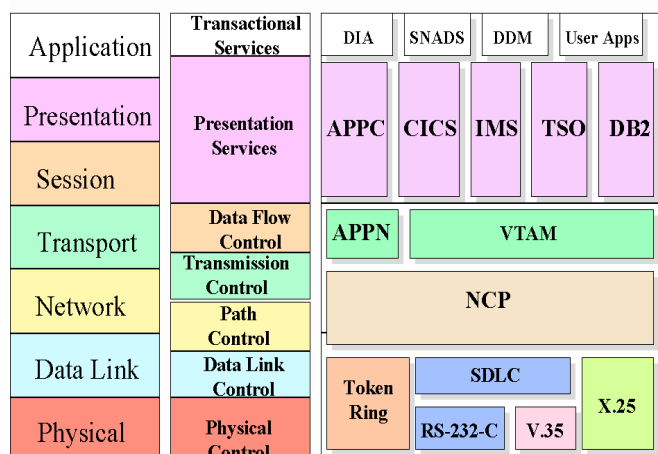 Application
Presentation
Session
Transport
Network
Data Link
Physical
Transactional
Services
Presentation
Services
Data Flow
Control
Transmission
Control
Path
Control
Data Link
Control
Physical
Control
DIA SNADS DDM User Apps
APPC CICS IMS TSO DB2
APPN VTAM
NCP
Token
Ring
SDLC
X.25
RS-232-C V.35